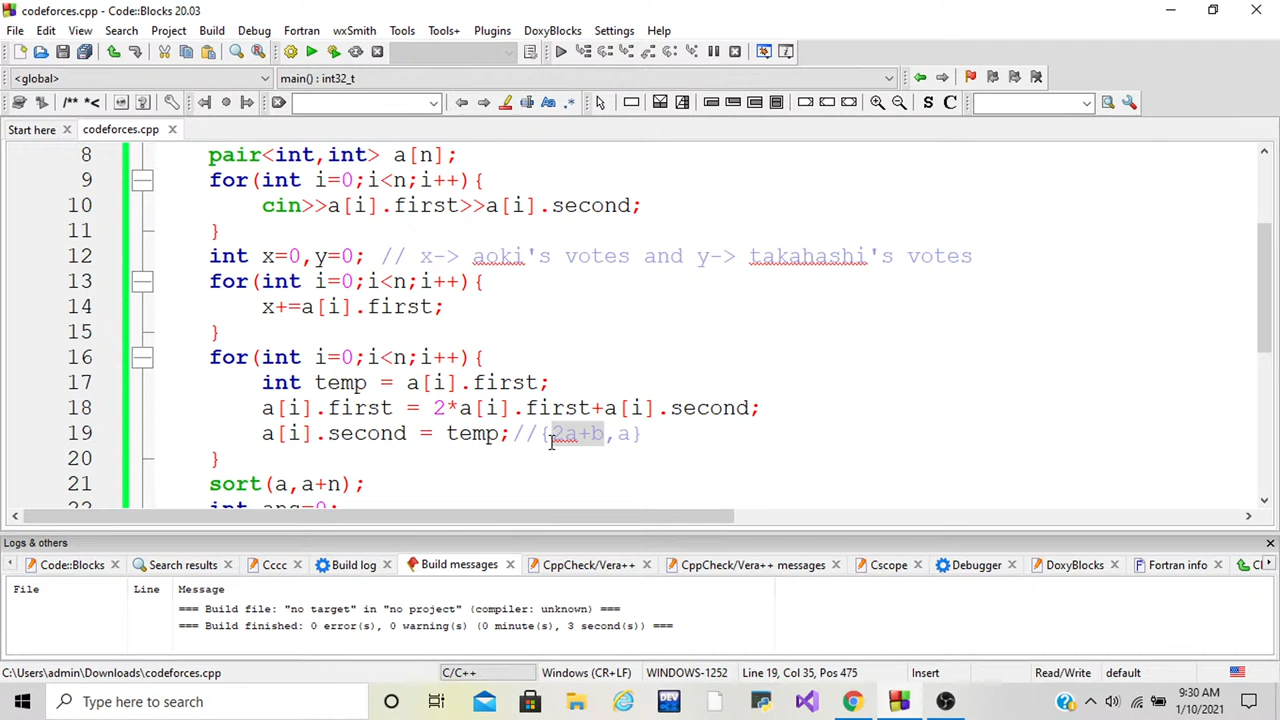 codeforces.cpp - Code::Blocks 20.03
File Edit View Search Project Build Debug Fortran wxSmith Tools Tools+ Plugins DoxyBlocks Settings Help
<global> main() : int32_t
/** *< Aa .* S C
Start here codeforces.cpp
8 pair<int,int> a[n];
9 for(int i=0;i<n;i++){
10 cin>>a[i].first>>a[i].second;
11 }
12 int x=0,y=0; // x-> aoki's votes and y-> takahashi's votes
13 for(int i=0;i<n;i++){
14 x+=a[i].first;
15 }
16 for(int i=0;i<n;i++){
17 int temp = a[i].first;
18 a[i].first = 2*a[i].first+a[i].second;
19 a[i].second = temp;//{2a+b,a}
20 }
21 sort(a,a+n);
22 int ans=0;
Logs & others
Code::Blocks Search results Cccc Build log Build messages CppCheck/Vera++ CppCheck/Vera++ messages Cscope Debugger DoxyBlocks Fortran info Cl
File Line Message
=== Build file: "no target" in "no project" (compiler: unknown) ===
=== Build finished: 0 error(s), 0 warning(s) (0 minute(s), 3 second(s)) ===
C:\Users\admin\Downloads\codeforces.cpp C/C++ Windows (CR+LF) WINDOWS-1252 Line 19, Col 35, Pos 475 Insert Read/Write default
Type here to search DEV 9:30 AM
1/10/2021